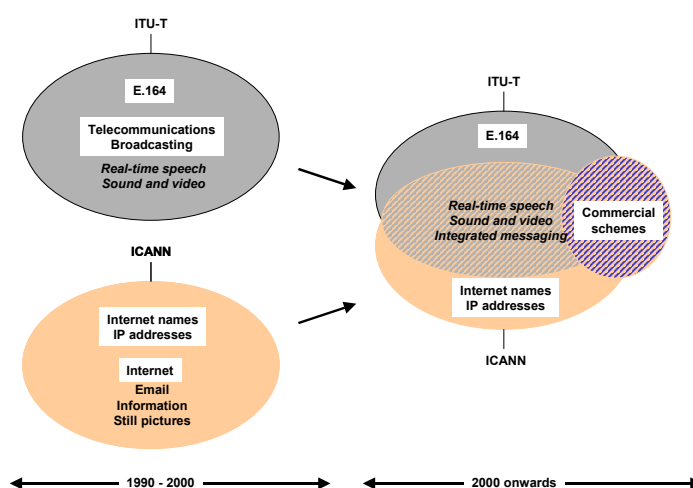 ITU-T
E.164
Telecommunications
Broadcasting
Real-time speech
Sound and video
ICANN
Internet names
IP addresses
Internet
Email
Information
Still pictures
1990 - 2000
ITU-T
E.164
Real-time speech
Sound and video
Integrated messaging
Commercial
schemes
Internet names
IP addresses
ICANN
2000 onwards